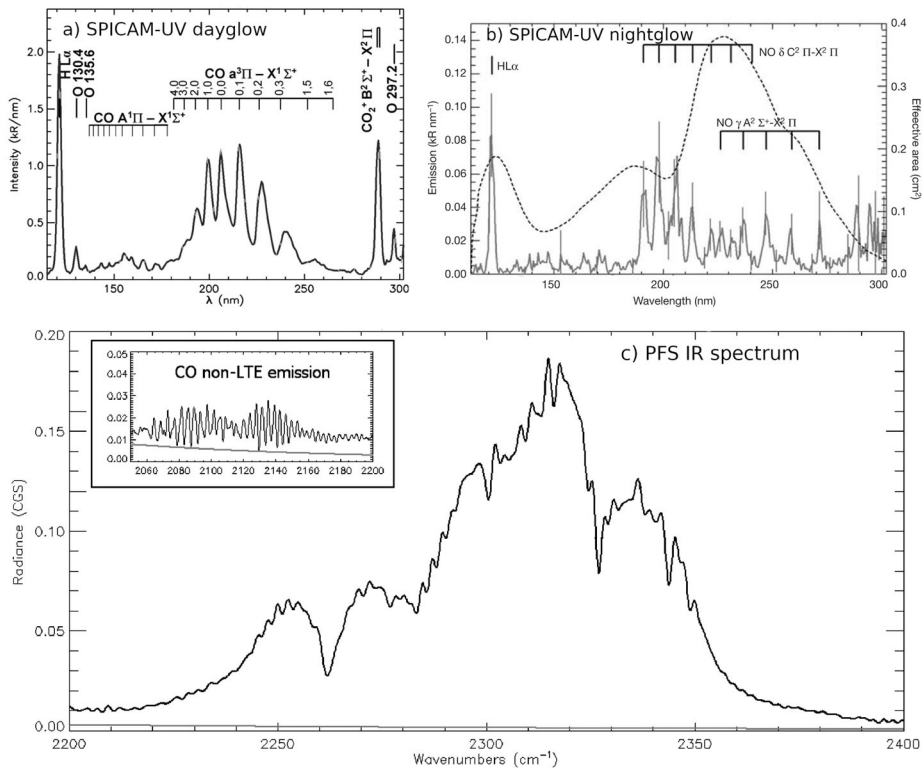 a) SPICAM-UV dayglow
CO₂⁺ B²Σ⁺ – X²Π
O 297.2
H Lα
O 130.4
O 135.6
CO a³Π – X¹Σ⁺
4.0 3.0 2.0 1.0 0.0 0.1 0.2 0.3 1.5 1.6
CO A¹Π – X¹Σ⁺
Intensity (kR/nm)
2.0
1.5
1.0
0.5
0.0
150 200 250 300
λ (nm)
b) SPICAM-UV nightglow
NO δ C² Π-X² Π
HLα
NO γ A² Σ⁺-X² Π
Emission (kR nm⁻¹)
0.14
0.12
0.10
0.08
0.06
0.04
0.02
0.00
0.4
0.3
0.2
0.1
0.0
Effective area (cm²)
150 200 250 300
Wavelength (nm)
c) PFS IR spectrum
CO non-LTE emission
0.05
0.04
0.03
0.02
0.01
0.00
2060 2080 2100 2120 2140 2160 2180 2200
Radiance (CGS)
0.20
0.15
0.10
0.05
0.00
2200 2250 2300 2350 2400
Wavenumbers (cm⁻¹)